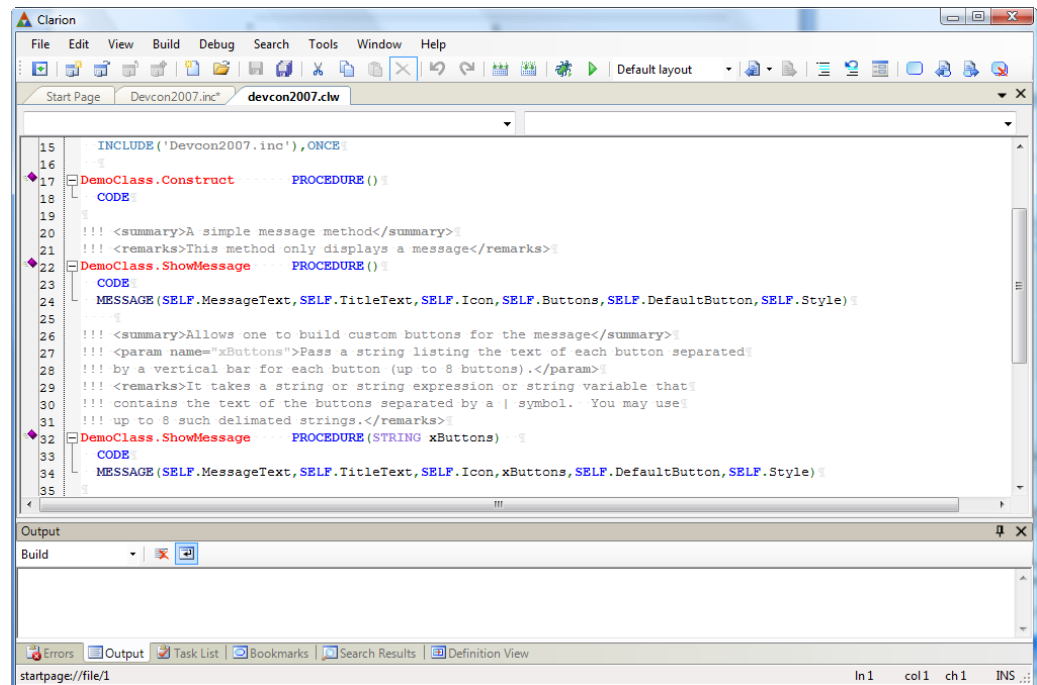 Clarion
File Edit View Build Debug Search Tools Window Help
Default layout
Start Page Devcon2007.inc* devcon2007.clw
15 INCLUDE('Devcon2007.inc'),ONCE
16
17 DemoClass.Construct PROCEDURE()
18 CODE
19
20 !!! <summary>A simple message method</summary>
21 !!! <remarks>This method only displays a message</remarks>
22 DemoClass.ShowMessage PROCEDURE()
23 CODE
24 MESSAGE(SELF.MessageText,SELF.TitleText,SELF.Icon,SELF.Buttons,SELF.DefaultButton,SELF.Style)
25
26 !!! <summary>Allows one to build custom buttons for the message</summary>
27 !!! <param name="xButtons">Pass a string listing the text of each button separated
28 !!! by a vertical bar for each button (up to 8 buttons).</param>
29 !!! <remarks>It takes a string or string expression or string variable that
30 !!! contains the text of the buttons separated by a | symbol. You may use
31 !!! up to 8 such delimated strings.</remarks>
32 DemoClass.ShowMessage PROCEDURE(STRING xButtons)
33 CODE
34 MESSAGE(SELF.MessageText,SELF.TitleText,SELF.Icon,xButtons,SELF.DefaultButton,SELF.Style)
35
Output
Build
Errors Output Task List Bookmarks Search Results Definition View
startpage://file/1 ln 1 col 1 ch 1 INS